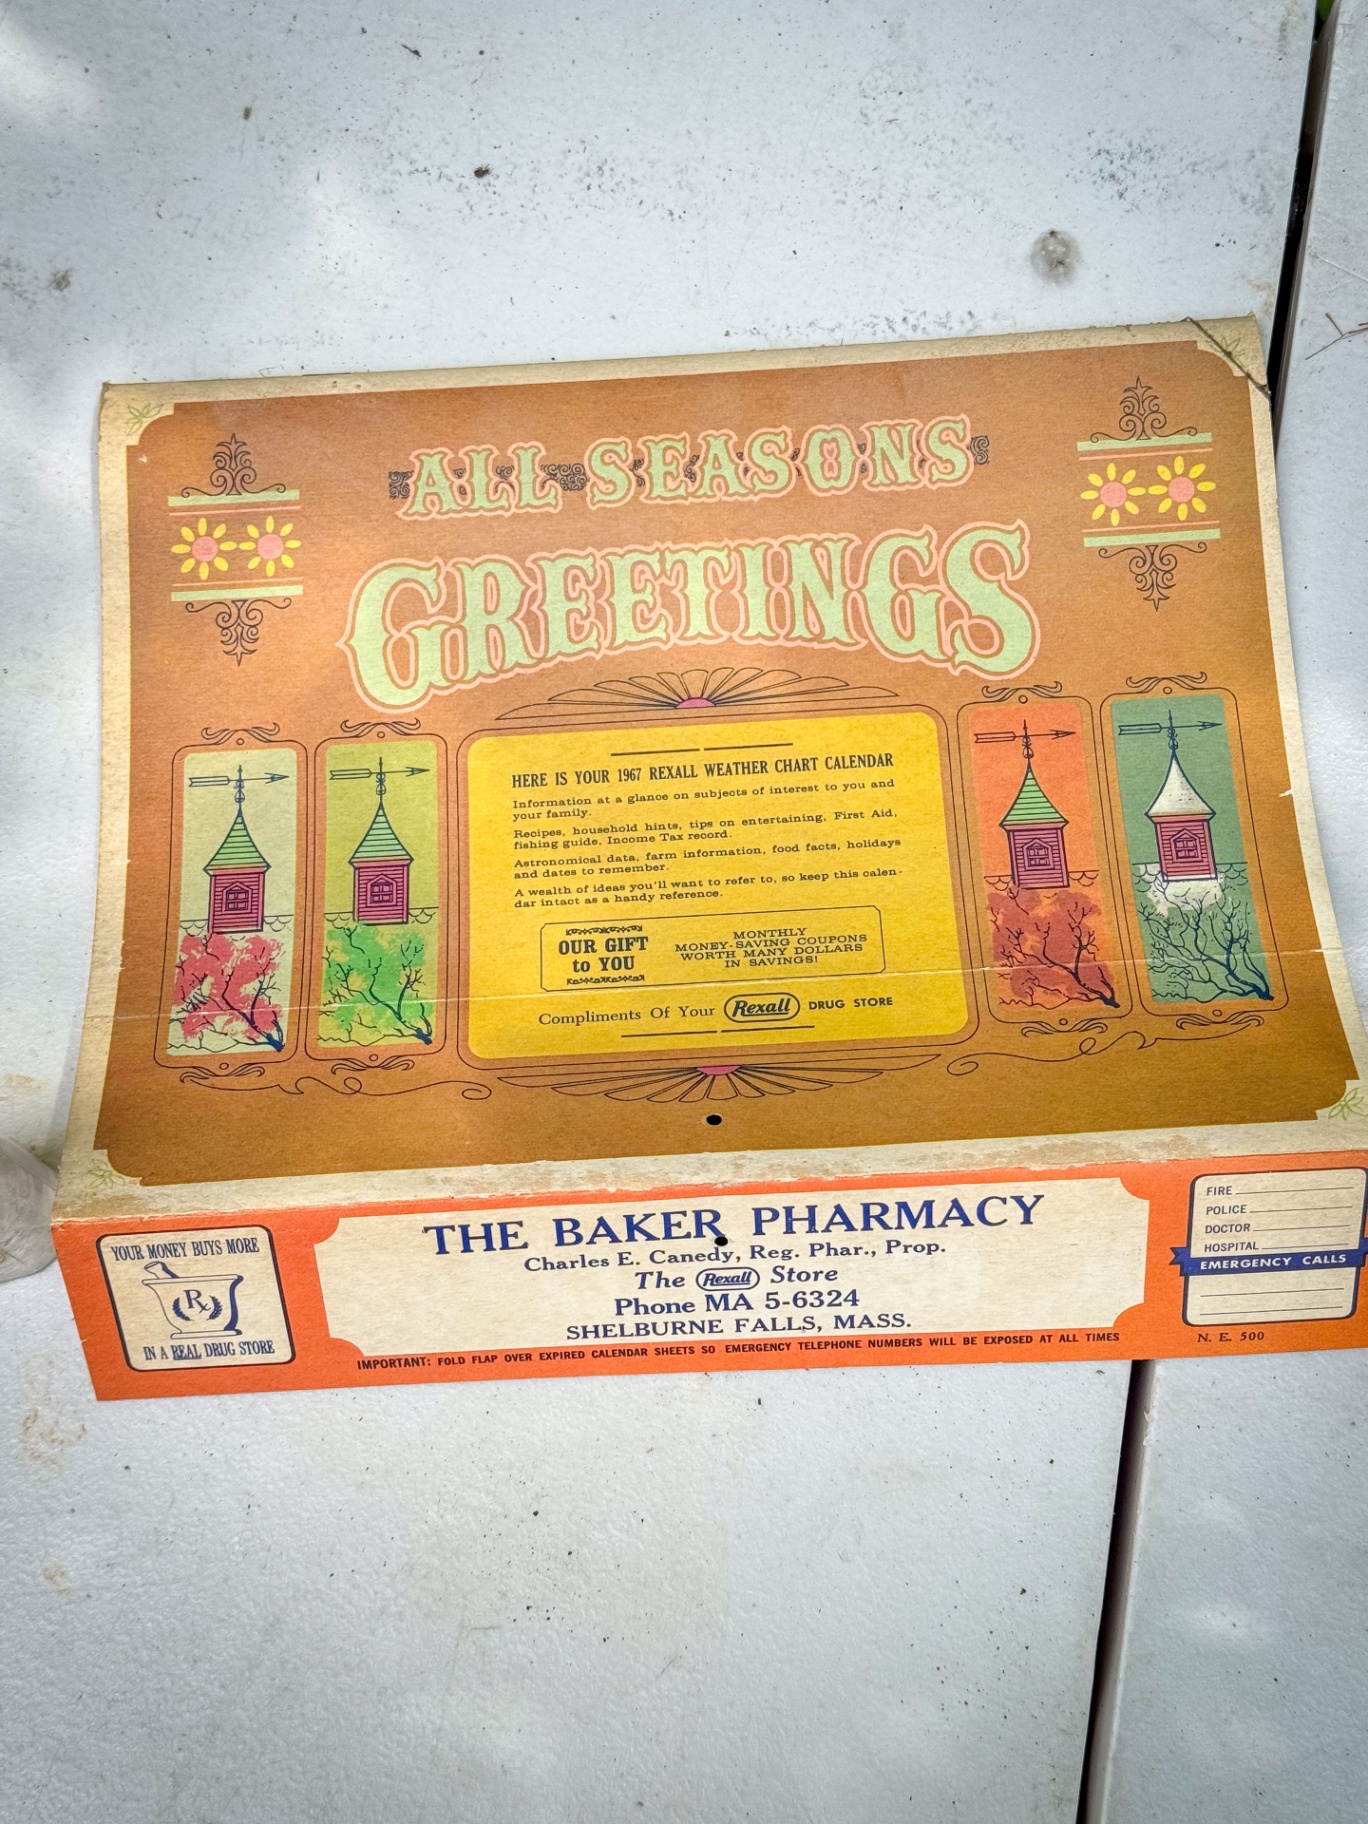 ALL SEASONS
GREETINGS
HERE IS YOUR 1967 REXALL WEATHER CHART CALENDAR
Information at a glance on subjects of interest to you and
your family.
Recipes, household hints, tips on entertaining, First Aid,
fishing guide, Income Tax record.
Astronomical data, farm information, food facts, holidays
and dates to remember.
A wealth of ideas you'll want to refer to, so keep this calen-
dar intact as a handy reference.
OUR GIFT
to YOU
MONTHLY
MONEY-SAVING COUPONS
WORTH MANY DOLLARS
IN SAVINGS!
Compliments Of Your Rexall DRUG STORE
YOUR MONEY BUYS MORE
Rx
IN A REAL DRUG STORE
THE BAKER PHARMACY
Charles E. Canedy, Reg. Phar., Prop.
The Rexall Store
Phone MA 5-6324
SHELBURNE FALLS, MASS.
IMPORTANT: FOLD FLAP OVER EXPIRED CALENDAR SHEETS SO EMERGENCY TELEPHONE NUMBERS WILL BE EXPOSED AT ALL TIMES
FIRE
POLICE
DOCTOR
HOSPITAL
EMERGENCY CALLS
N. E. 500